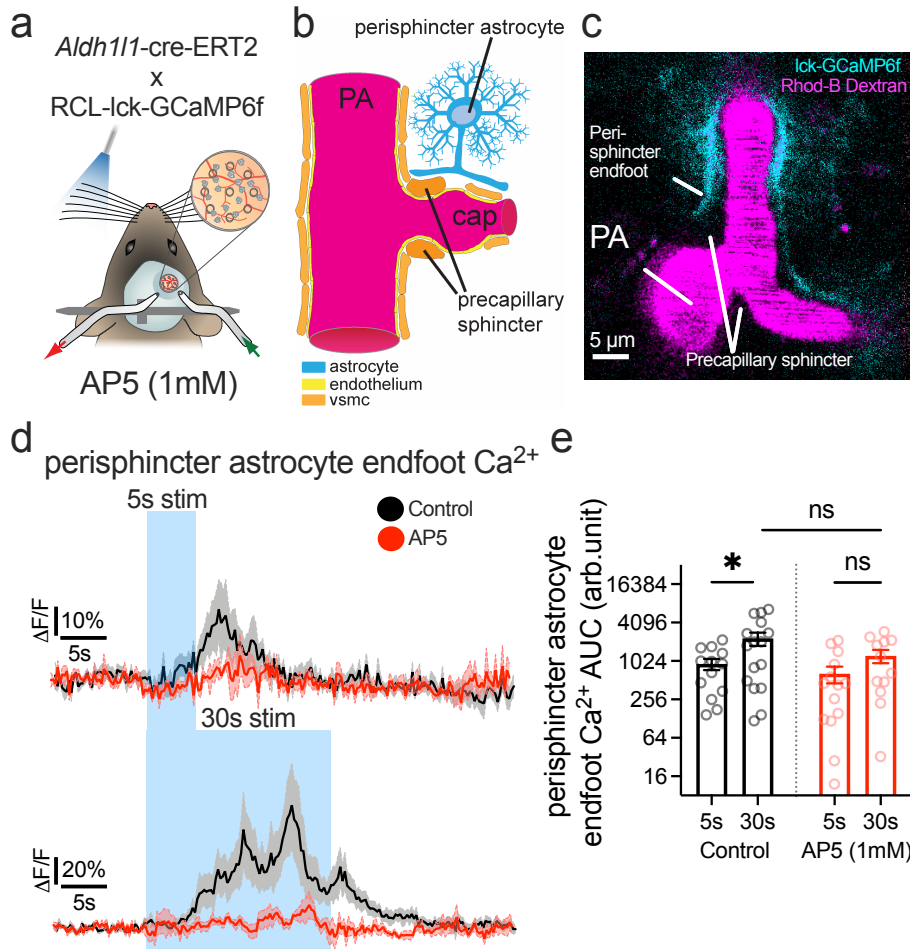 a
Aldh1l1-cre-ERT2
x
RCL-lck-GCaMP6f
AP5 (1mM)
b
perisphincter astrocyte
PA
cap
precapillary
sphincter
astrocyte
endothelium
vsmc
c
lck-GCaMP6f
Rhod-B Dextran
Peri-
sphincter
endfoot
PA
5 µm
Precapillary sphincter
d
perisphincter astrocyte endfoot Ca²⁺
5s stim
Control
AP5
ΔF/F
10%
5s
30s stim
ΔF/F
20%
5s
e
perisphincter astrocyte
endfoot Ca²⁺ AUC (arb.unit)
ns
* ns
16384
4096
1024
256
64
16
5s 30s 5s 30s
Control AP5 (1mM)